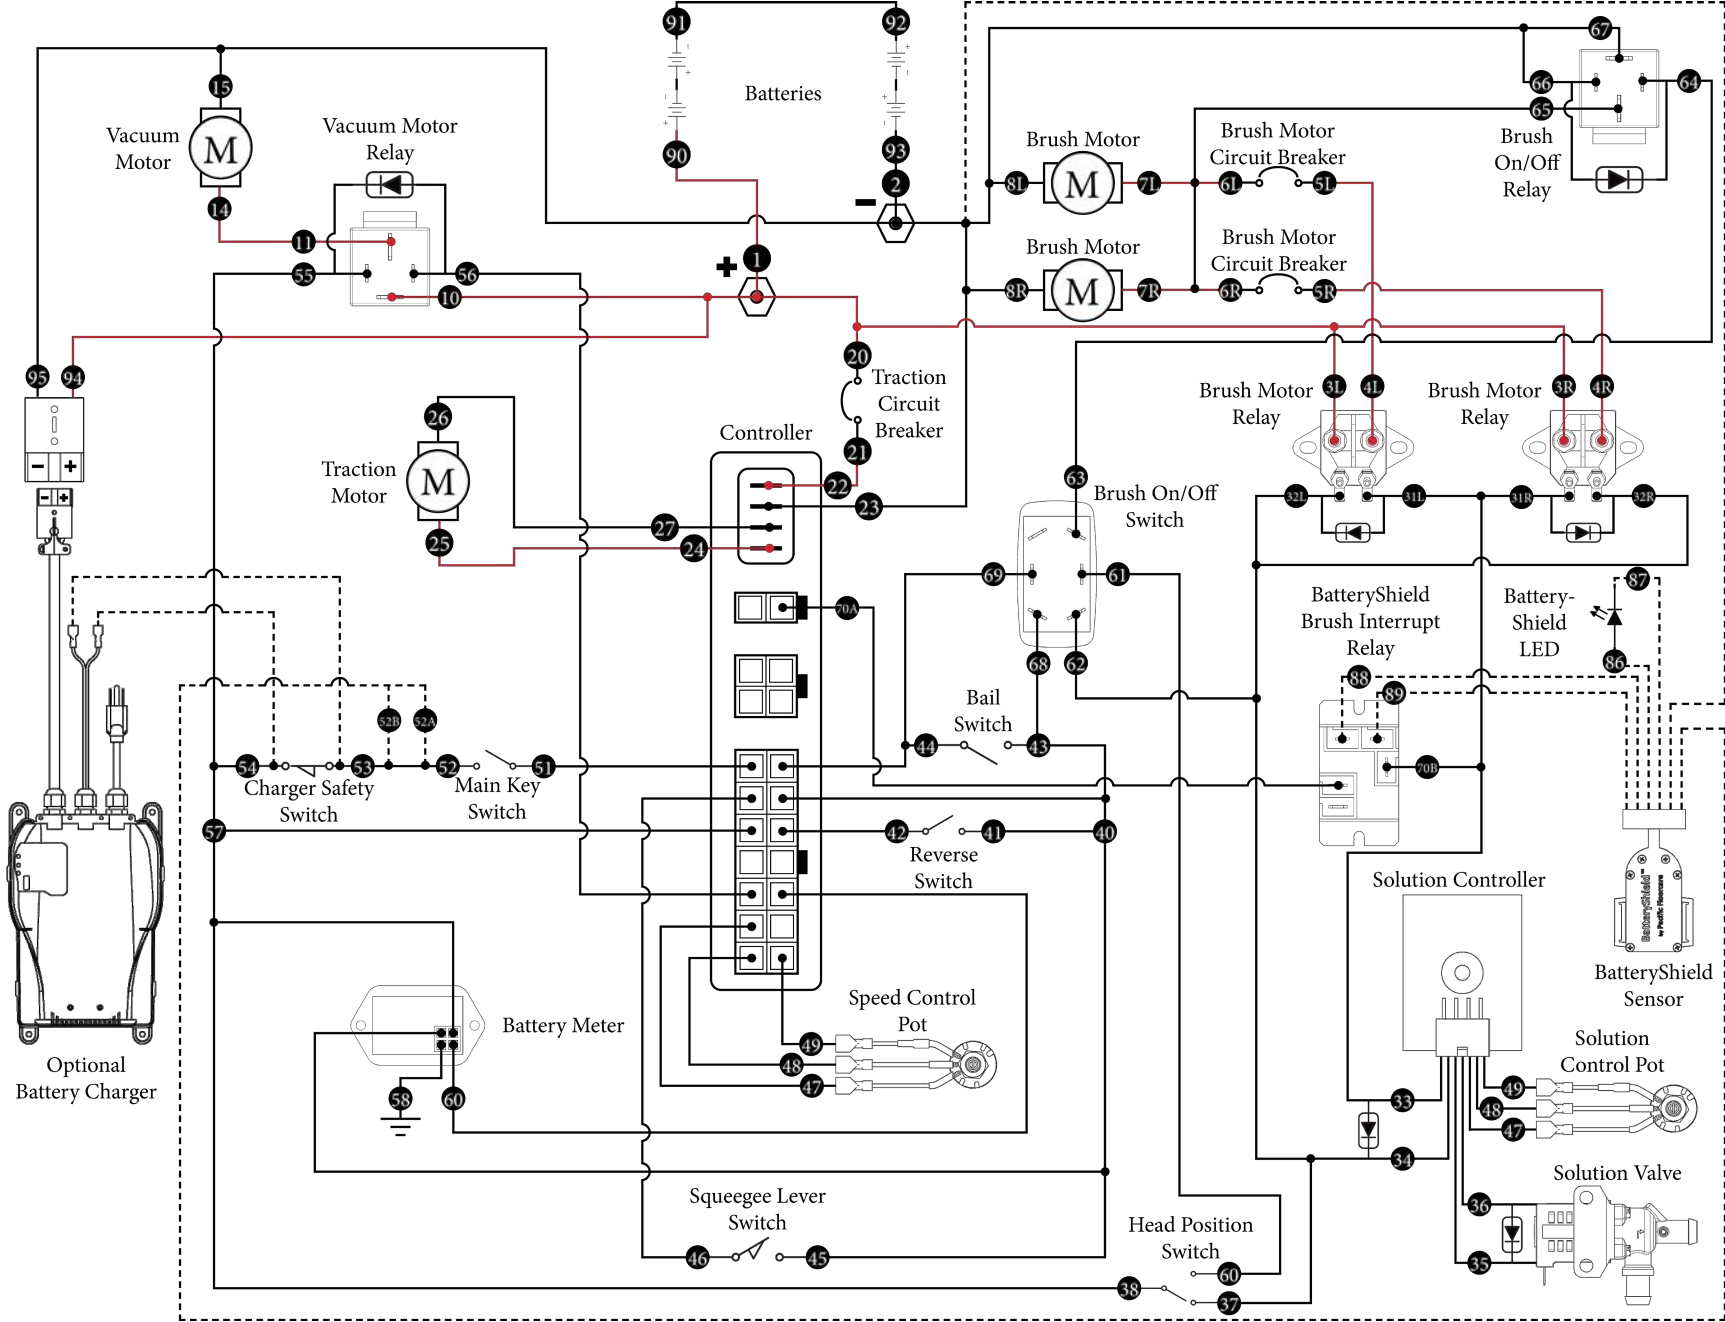 91
92
67
Batteries
66
64
65
15
Vacuum
Motor
M
Vacuum Motor
Relay
90
93
2
Brush Motor
M
8L
7L
Brush Motor
Circuit Breaker
6L
5L
Brush
On/Off
Relay
14
11
55
56
10
+
-
1
Brush Motor
M
8R
7R
Brush Motor
Circuit Breaker
6R
5R
95
94
20
Traction
Circuit
Breaker
21
Brush Motor
Relay
3L
4L
Brush Motor
Relay
3R
4R
- +
- +
26
Traction
Motor
M
25
Controller
22
23
27
24
63
Brush On/Off
Switch
32L
31L
31R
32R
69
61
70A
68
62
BatteryShield
Brush Interrupt
Relay
Battery-
Shield
LED
87
86
88
89
70B
52B
52A
54
53
52
51
Charger Safety
Switch
Main Key
Switch
Bail
Switch
44
43
57
42
41
40
Reverse
Switch
Solution Controller
BatteryShield™
by Pacific Floorcare
BatteryShield
Sensor
Optional
Battery Charger
Battery Meter
58
60
Speed Control
Pot
49
48
47
Solution
Control Pot
49
48
47
33
34
Solution Valve
36
35
Squeegee Lever
Switch
46
45
Head Position
Switch
38
60
37